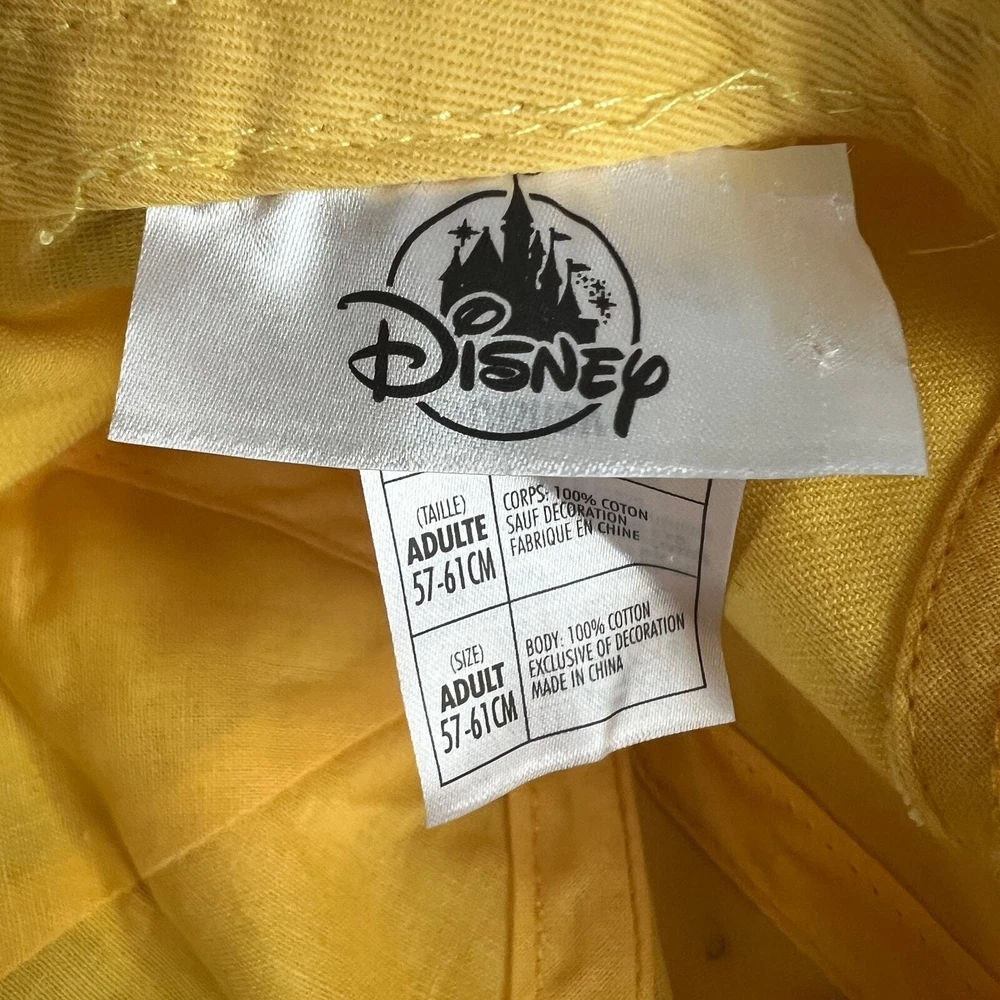 Disney
(TAILLE)
ADULTE
57-61CM
CORPS: 100% COTON
SAUF DECORATION
FABRIQUE EN CHINE
(SIZE)
ADULT
57-61CM
BODY: 100% COTTON
EXCLUSIVE OF DECORATION
MADE IN CHINA